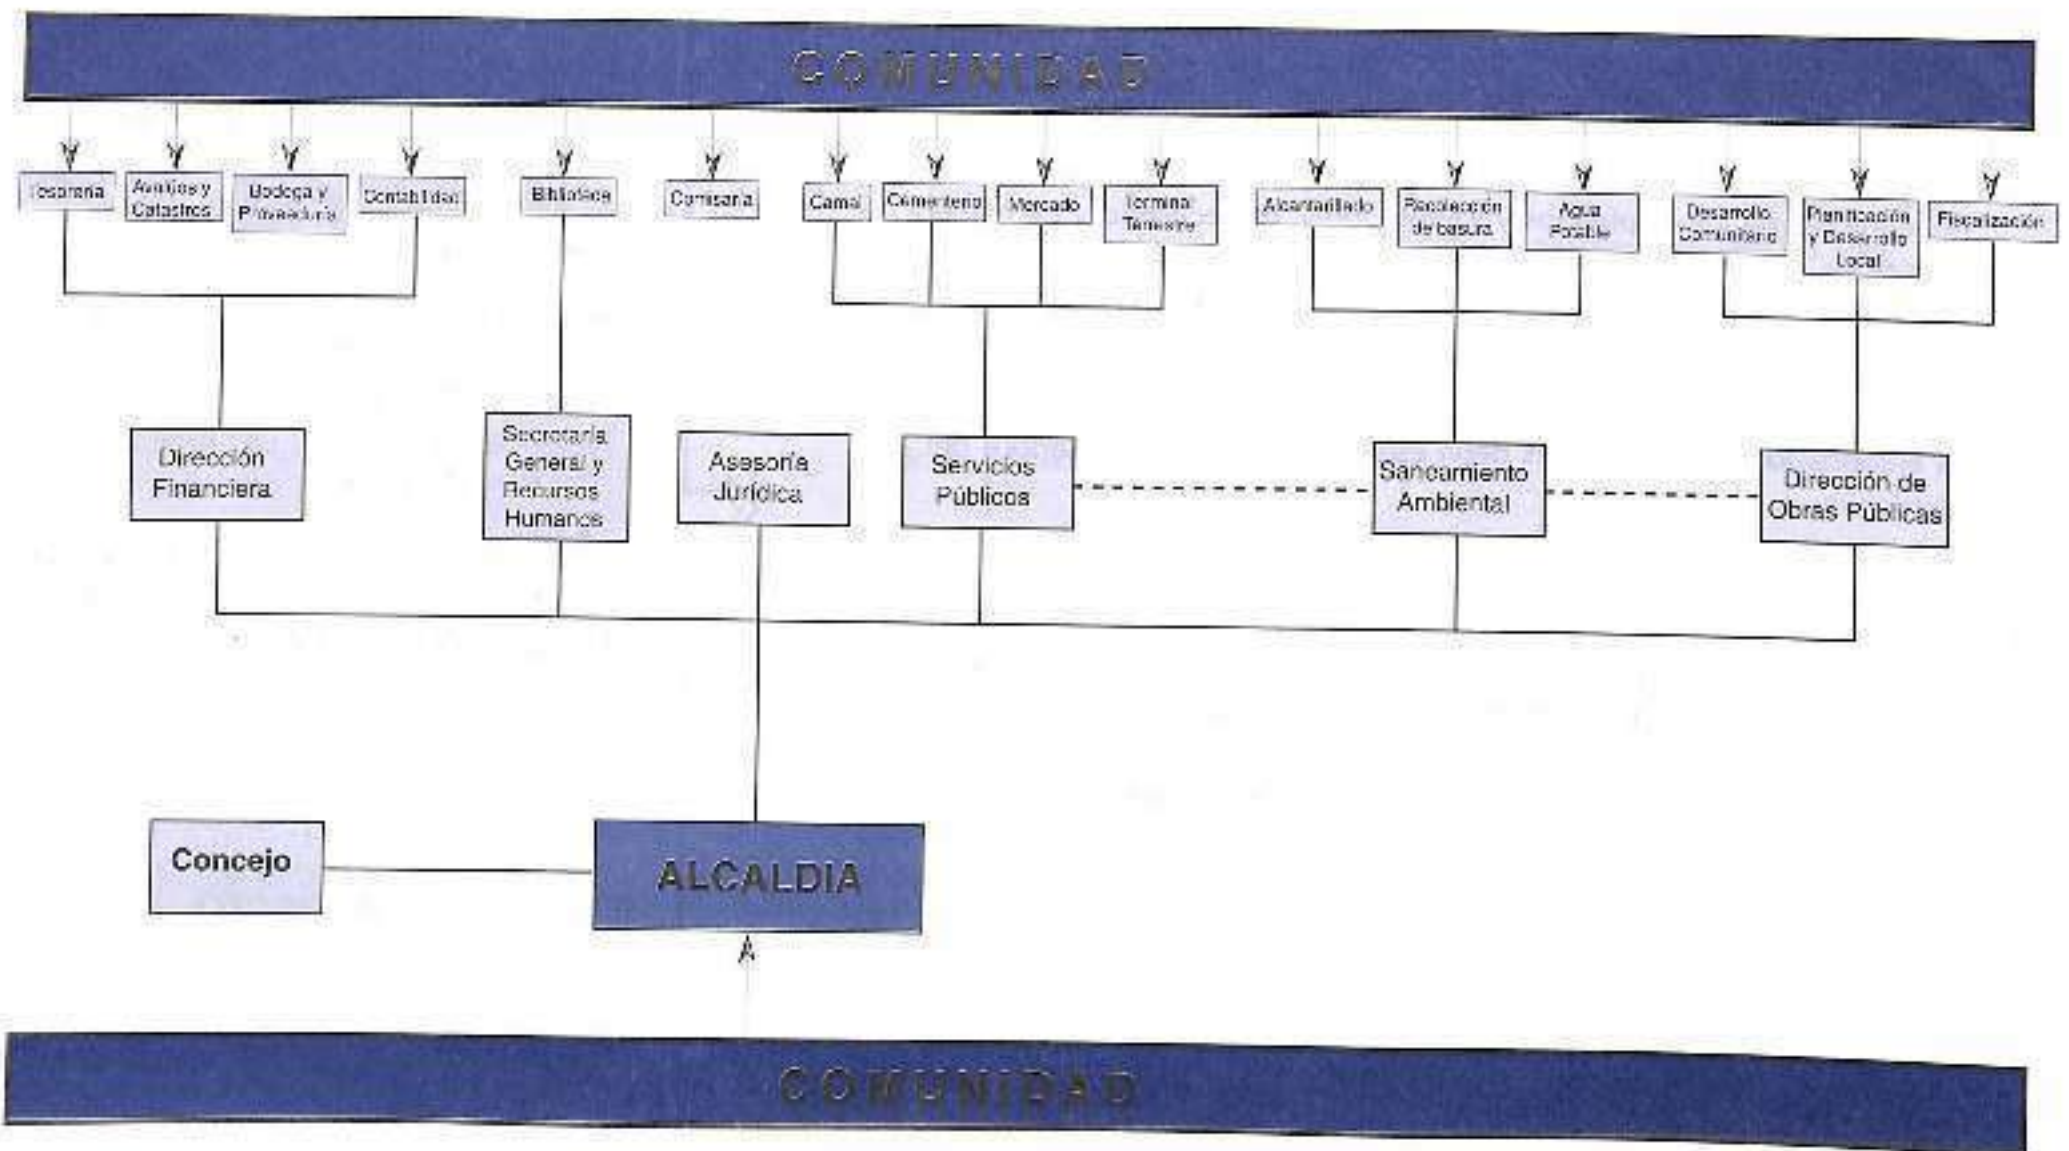 COMUNIDAD
Tesorería
Avalúos y
Catastros
Bodega y
Proveeduría
Contabilidad
Biblioteca
Comisaría
Camal
Cementerio
Mercado
Terminal
Terrestre
Alcantarillado
Recolección
de basura
Agua
Potable
Desarrollo
Comunitario
Planificación
y Desarrollo
Local
Fiscalización
Dirección
Financiera
Secretaría
General y
Recursos
Humanos
Asesoría
Jurídica
Servicios
Públicos
Saneamiento
Ambiental
Dirección de
Obras Públicas
Concejo
ALCALDIA
COMUNIDAD